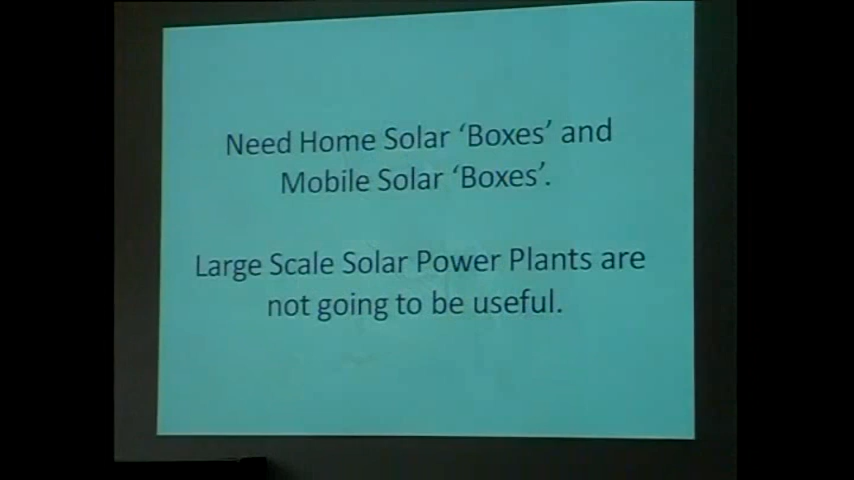 Need Home Solar ‘Boxes’ and
Mobile Solar ‘Boxes’.
Large Scale Solar Power Plants are
not going to be useful.